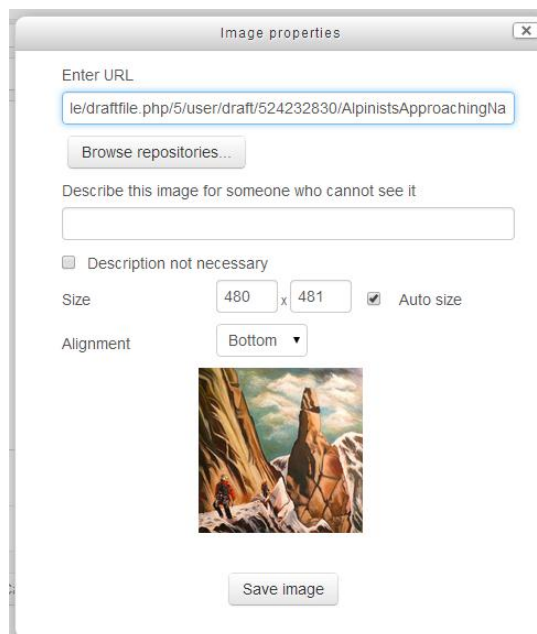 Image properties
Enter URL
le/draftfile.php/5/user/draft/524232830/AlpinistsApproachingNa
Browse repositories...
Describe this image for someone who cannot see it
Description not necessary
Size 480 x 481 Auto size
Alignment Bottom
Save image